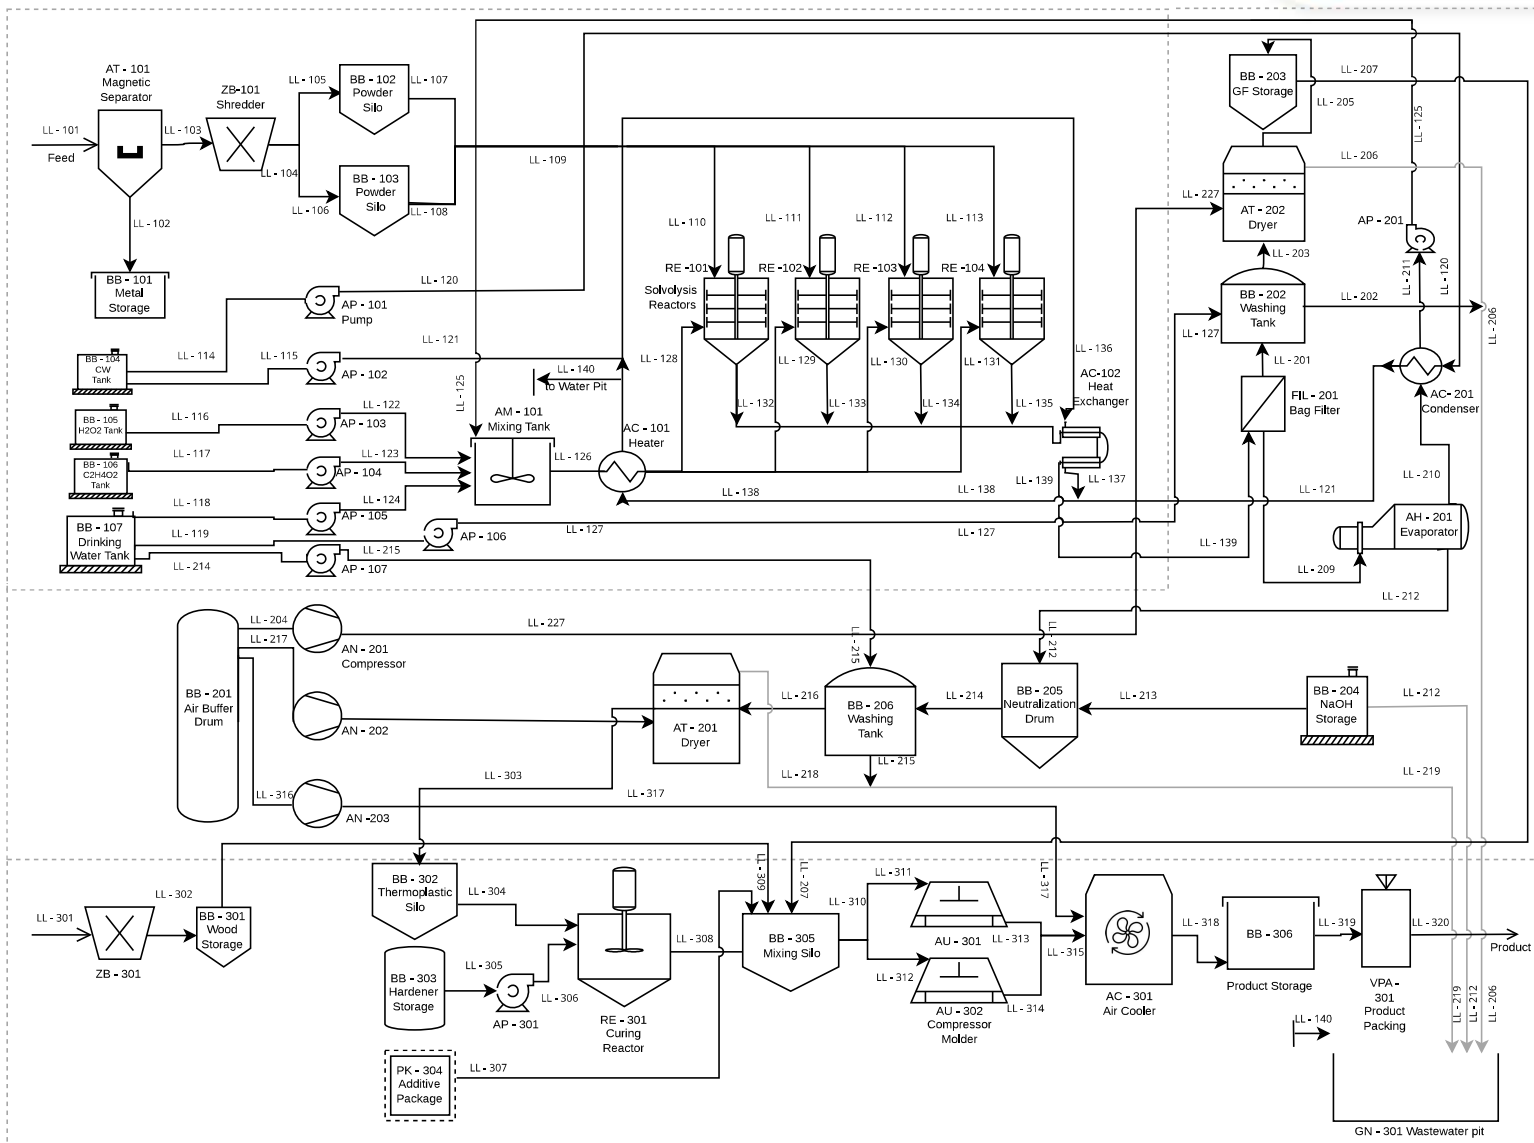 AT - 101
Magnetic
Separator
LL - 101
Feed
LL - 103
ZB-101
Shredder
LL - 104
LL - 105
LL - 106
BB - 102
Powder
Silo
LL - 107
BB - 103
Powder
Silo
LL - 108
LL - 109
LL - 102
BB - 101
Metal
Storage
LL - 120
AP - 101
Pump
LL - 114
LL - 115
BB - 104
CW
Tank
AP - 102
LL - 121
LL - 116
BB - 105
H2O2 Tank
LL - 122
AP - 103
LL - 117
BB - 106
C2H4O2
Tank
LL - 123
AP - 104
LL - 118
LL - 124
AP - 105
BB - 107
Drinking
Water Tank
LL - 119
LL - 214
LL - 215
AP - 107
AP - 106
LL - 127
LL - 125
AM - 101
Mixing Tank
LL - 126
LL - 140
to Water Pit
AC - 101
Heater
LL - 138
LL - 110
LL - 111
LL - 112
LL - 113
RE -101
RE -102
RE -103
RE -104
Solvolysis
Reactors
LL - 128
LL - 129
LL - 130
LL - 131
LL - 132
LL - 133
LL - 134
LL - 135
LL - 136
AC-102
Heat
Exchanger
LL - 139
LL - 137
LL - 138
LL - 127
LL - 121
LL - 139
BB - 203
GF Storage
LL - 207
LL - 205
LL - 125
LL - 206
AT - 202
Dryer
LL - 227
AP - 201
LL - 203
LL - 211
LL - 120
BB - 202
Washing
Tank
LL - 202
LL - 127
LL - 206
LL - 201
FIL - 201
Bag Filter
AC- 201
Condenser
LL - 210
AH - 201
Evaporator
LL - 209
LL - 212
LL - 204
LL - 217
AN - 201
Compressor
LL - 227
BB - 201
Air Buffer
Drum
AN - 202
LL - 316
AN -203
LL - 317
LL - 303
AT - 201
Dryer
LL - 216
LL - 218
LL - 215
BB - 206
Washing
Tank
LL - 215
LL - 214
LL - 212
BB - 205
Neutralization
Drum
LL - 213
BB - 204
NaOH
Storage
LL - 212
LL - 219
LL - 301
ZB - 301
LL - 302
BB - 301
Wood
Storage
BB - 302
Thermoplastic
Silo
LL - 304
BB - 303
Hardener
Storage
LL - 305
LL - 306
AP - 301
RE - 301
Curing
Reactor
PK - 304
Additive
Package
LL - 307
LL - 308
LL - 309
LL - 207
BB - 305
Mixing Silo
LL - 310
LL - 311
LL - 312
AU - 301
LL - 313
AU - 302
Compressor
Molder
LL - 314
LL - 315
LL - 317
AC - 301
Air Cooler
LL - 318
BB - 306
Product Storage
LL - 319
VPA -
301
Product
Packing
LL - 320
Product
LL - 219
LL - 212
LL - 206
LL - 140
GN - 301 Wastewater pit